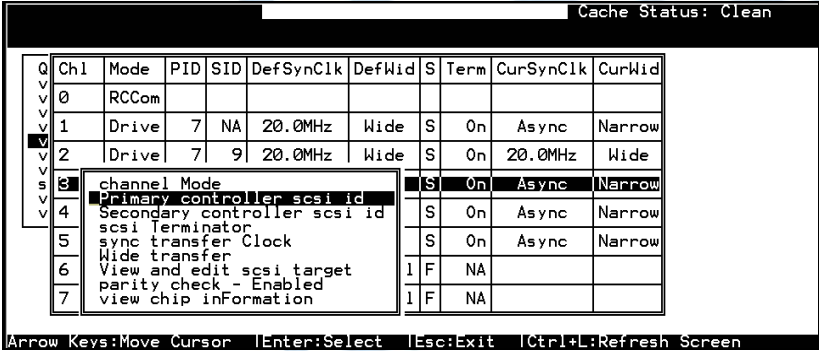 Cache Status: Clean
Q Chl Mode PID SID DefSynClk DefWid S Term CurSynClk CurWid
v
v 0 RCCom
v
v 1 Drive 7 NA 20.0MHz Wide S On Async Narrow
v
v 2 Drive 7 9 20.0MHz Wide S On 20.0MHz Wide
v
s 3 S On Async Narrow
v
v 4 S On Async Narrow
5 S On Async Narrow
6 l F NA
7 l F NA
channel Mode
Primary controller scsi id
Secondary controller scsi id
scsi Terminator
sync transfer Clock
Wide transfer
View and edit scsi target
parity check - Enabled
view chip inFormation
Arrow Keys:Move Cursor |Enter:Select |Esc:Exit |Ctrl+L:Refresh Screen